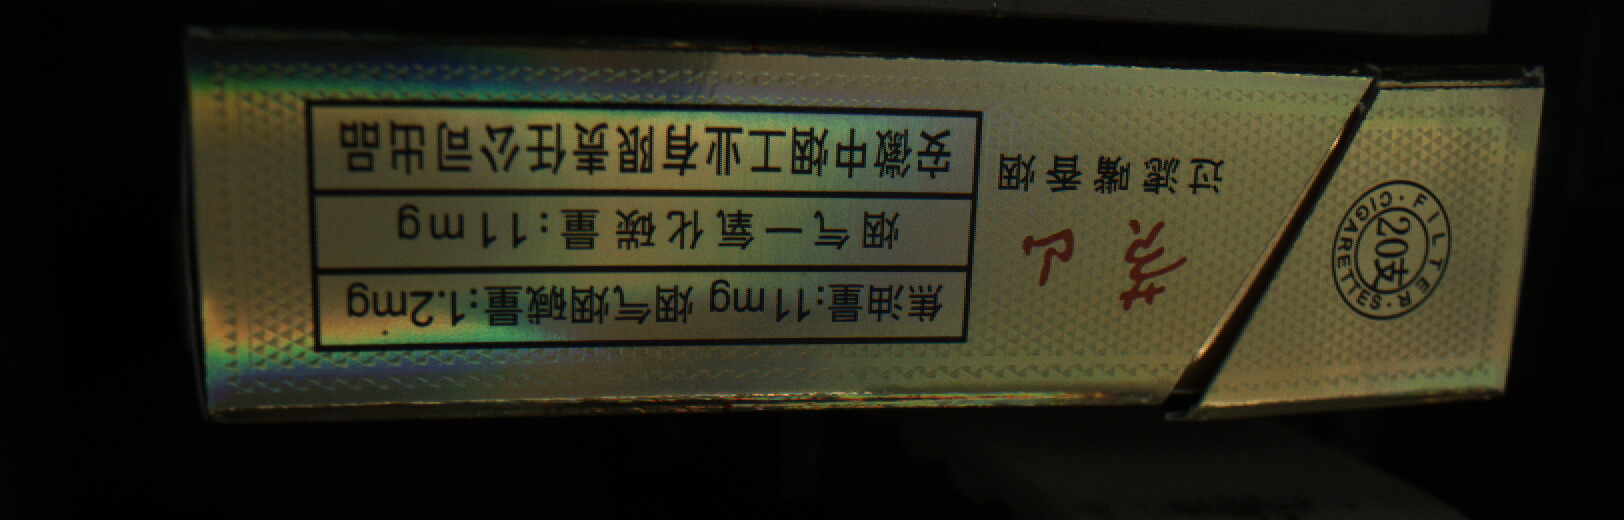 FILTER·CIGARETTES·
20支
黄山
过滤嘴香烟
焦油量:11mg 烟气烟碱量:1.2mg
烟气一氧化碳量:11mg
安徽中烟工业有限责任公司出品